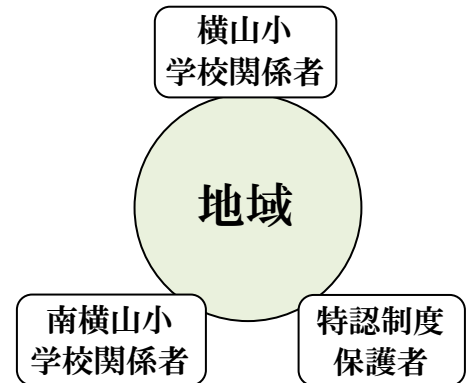 横山小
学校関係者
地域
南横山小
学校関係者
特認制度
保護者